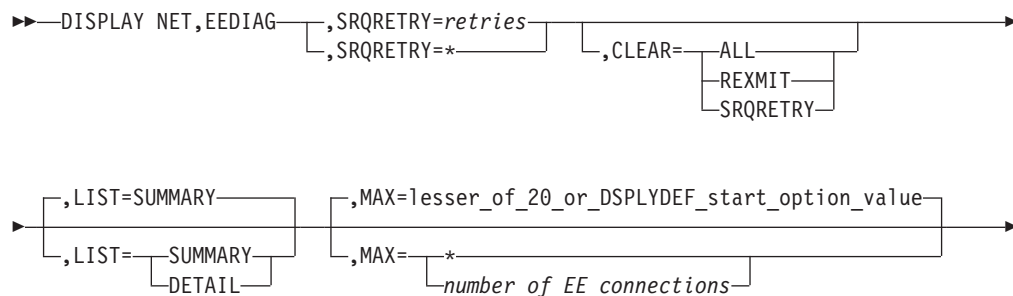 DISPLAY NET,EEDIAG ,SRQRETRY=retries
,SRQRETRY=* ,CLEAR= ALL
REXMIT
SRQRETRY
,LIST=SUMMARY ,MAX=lesser_of_20_or_DSPLYDEF_start_option_value
,LIST= SUMMARY ,MAX= *
DETAIL number of EE connections